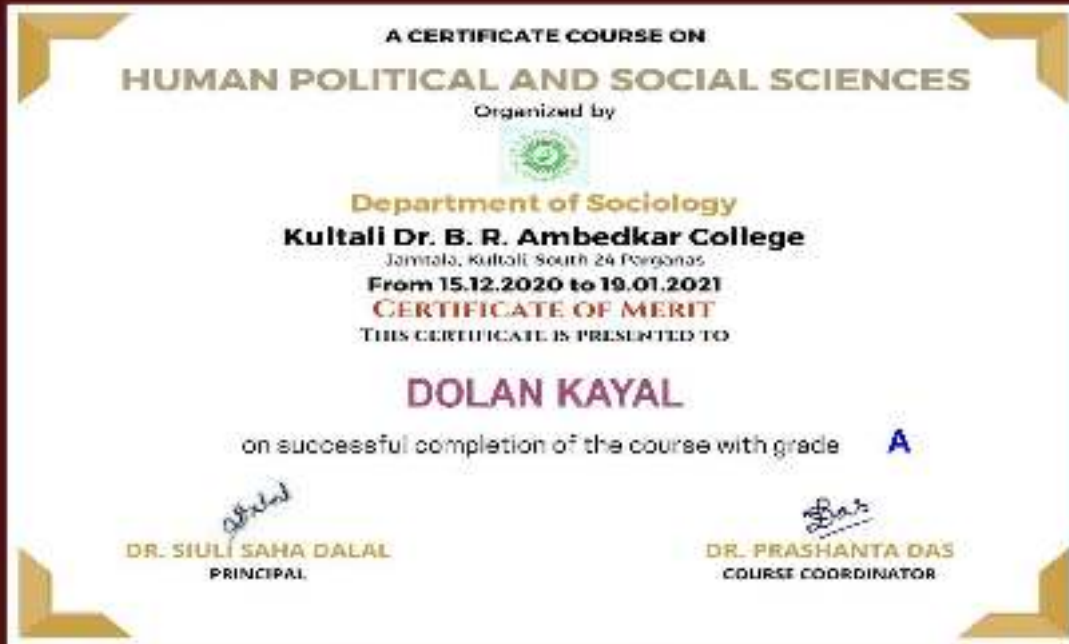 A CERTIFICATE COURSE ON
HUMAN POLITICAL AND SOCIAL SCIENCES
Organized by
Department of Sociology
Kultali Dr. B. R. Ambedkar College
Jamtala, Kultali, South 24 Parganas
From 15.12.2020 to 19.01.2021
CERTIFICATE OF MERIT
THIS CERTIFICATE IS PRESENTED TO
DOLAN KAYAL
on successful completion of the course with grade A
DR. SIULI SAHA DALAL
PRINCIPAL
DR. PRASHANTA DAS
COURSE COORDINATOR